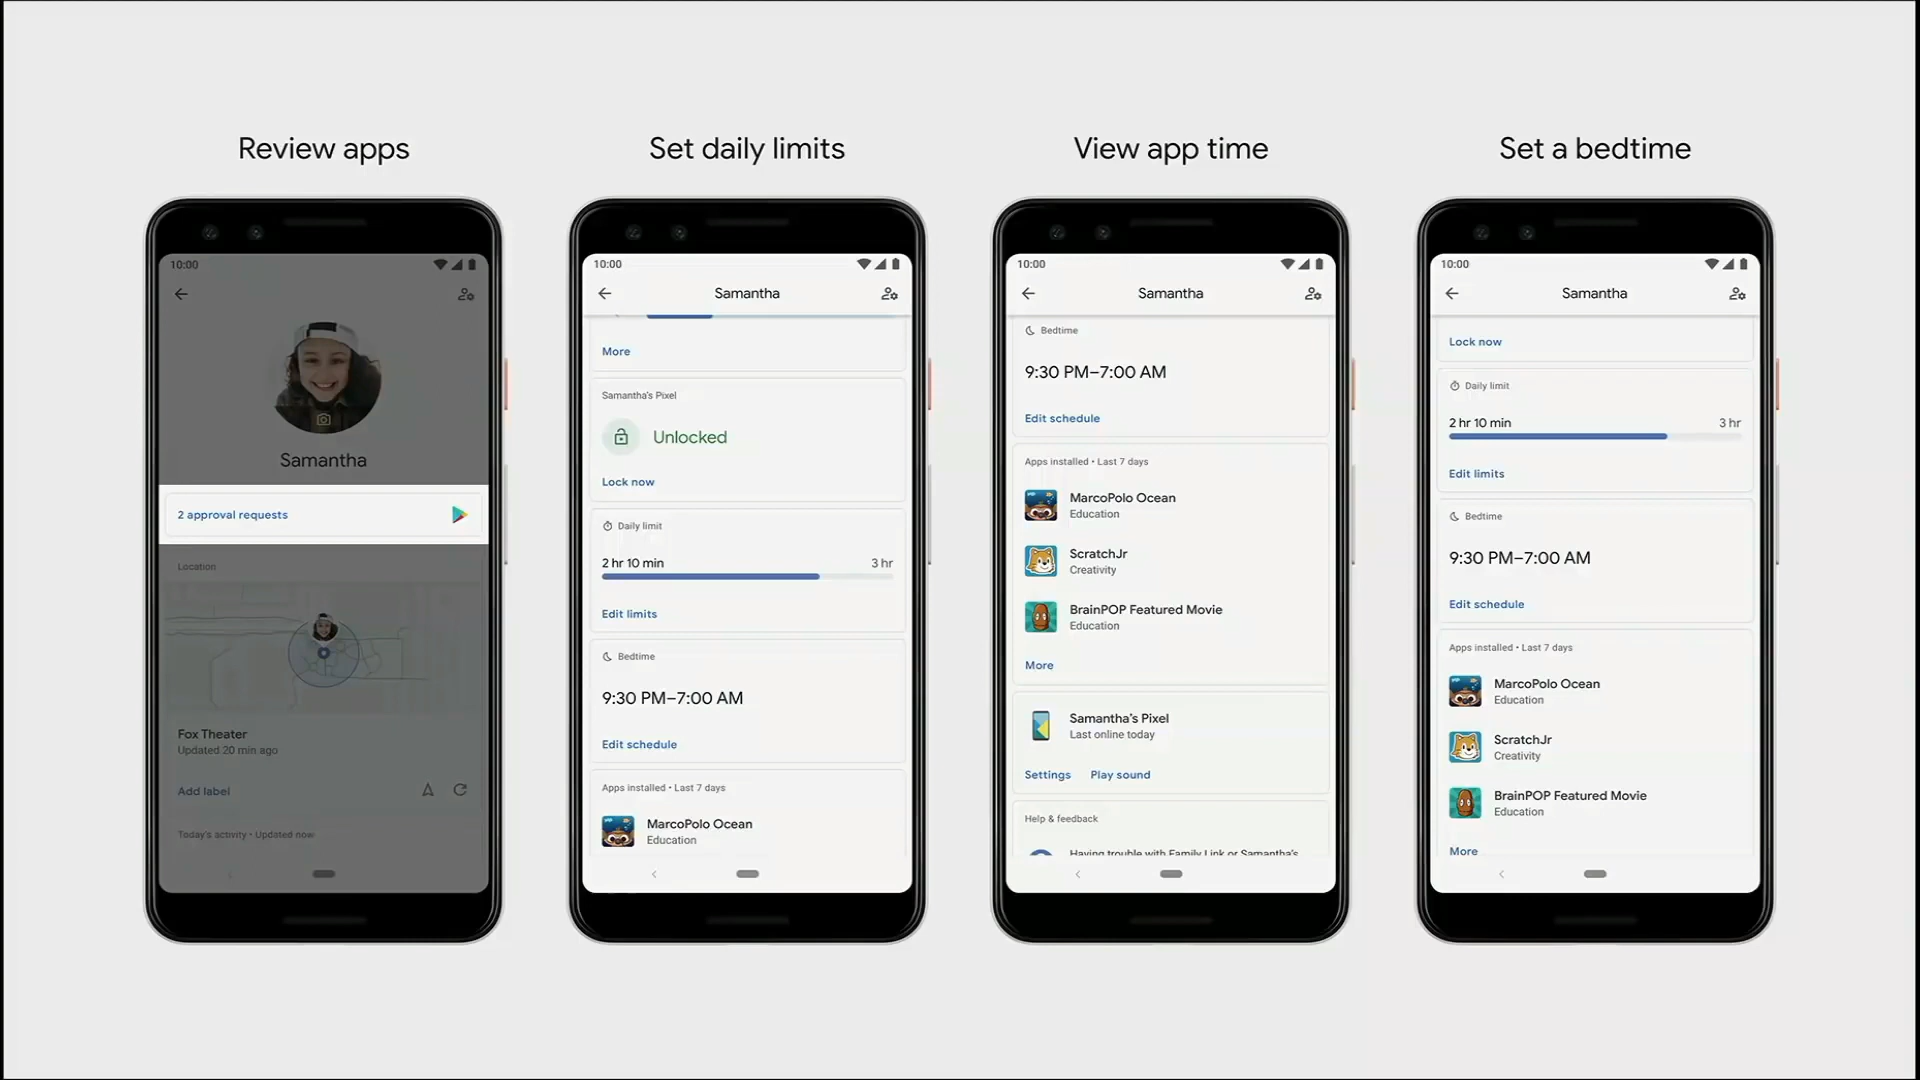 Review apps
10:00
Samantha
2 approval requests
Location
Fox Theater
Updated 20 min ago
Add label
Today's activity • Updated now
Set daily limits
10:00
Samantha
More
Samantha's Pixel
Unlocked
Lock now
Daily limit
2 hr 10 min 3 hr
Edit limits
Bedtime
9:30 PM–7:00 AM
Edit schedule
Apps installed • Last 7 days
MarcoPolo Ocean
Education
View app time
10:00
Samantha
Bedtime
9:30 PM–7:00 AM
Edit schedule
Apps installed • Last 7 days
MarcoPolo Ocean
Education
ScratchJr
Creativity
BrainPOP Featured Movie
Education
More
Samantha's Pixel
Last online today
Settings Play sound
Help & feedback
Having trouble with Family Link or Samantha's
Set a bedtime
10:00
Samantha
Lock now
Daily limit
2 hr 10 min 3 hr
Edit limits
Bedtime
9:30 PM–7:00 AM
Edit schedule
Apps installed • Last 7 days
MarcoPolo Ocean
Education
ScratchJr
Creativity
BrainPOP Featured Movie
Education
More